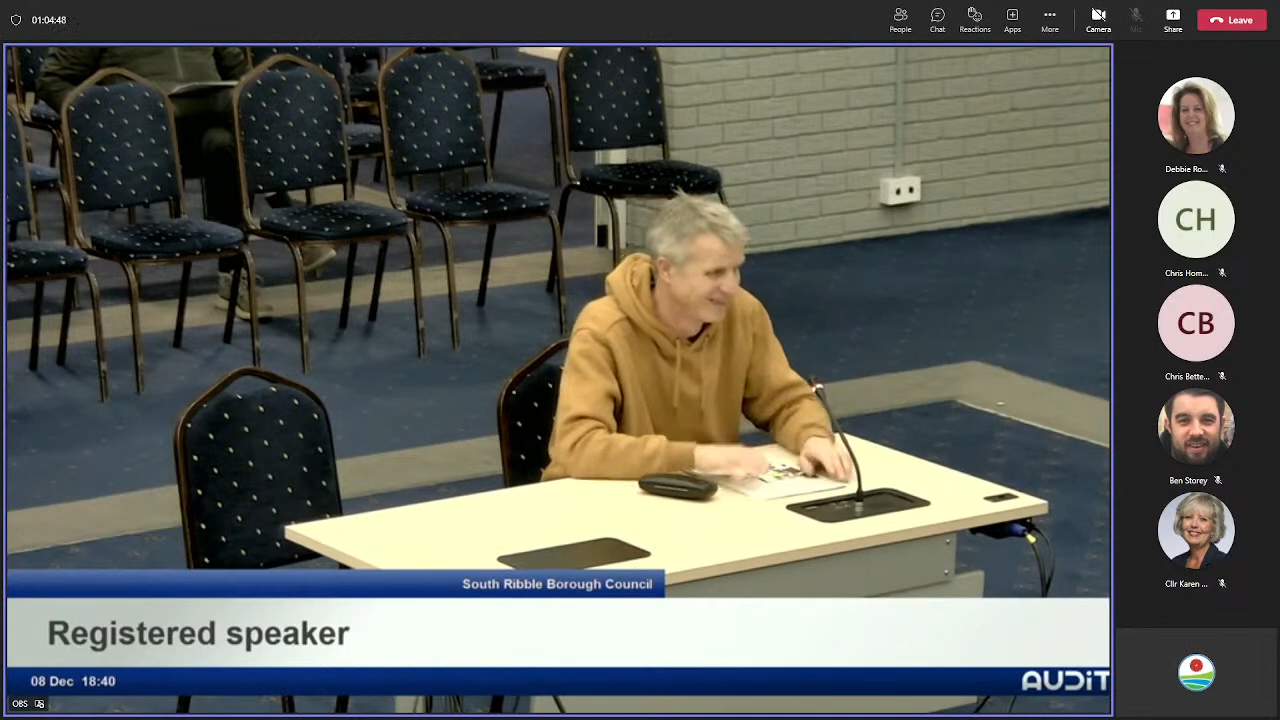 01:04:48
People
Chat
Reactions
Apps
More
Camera
Mic
Share
Leave
Debbie Ro...
CH
Chris Hom...
CB
Chris Bette...
Ben Storey
Cllr Karen ...
South Ribble Borough Council
Registered speaker
08 Dec 18:40
AUDiT
OBS